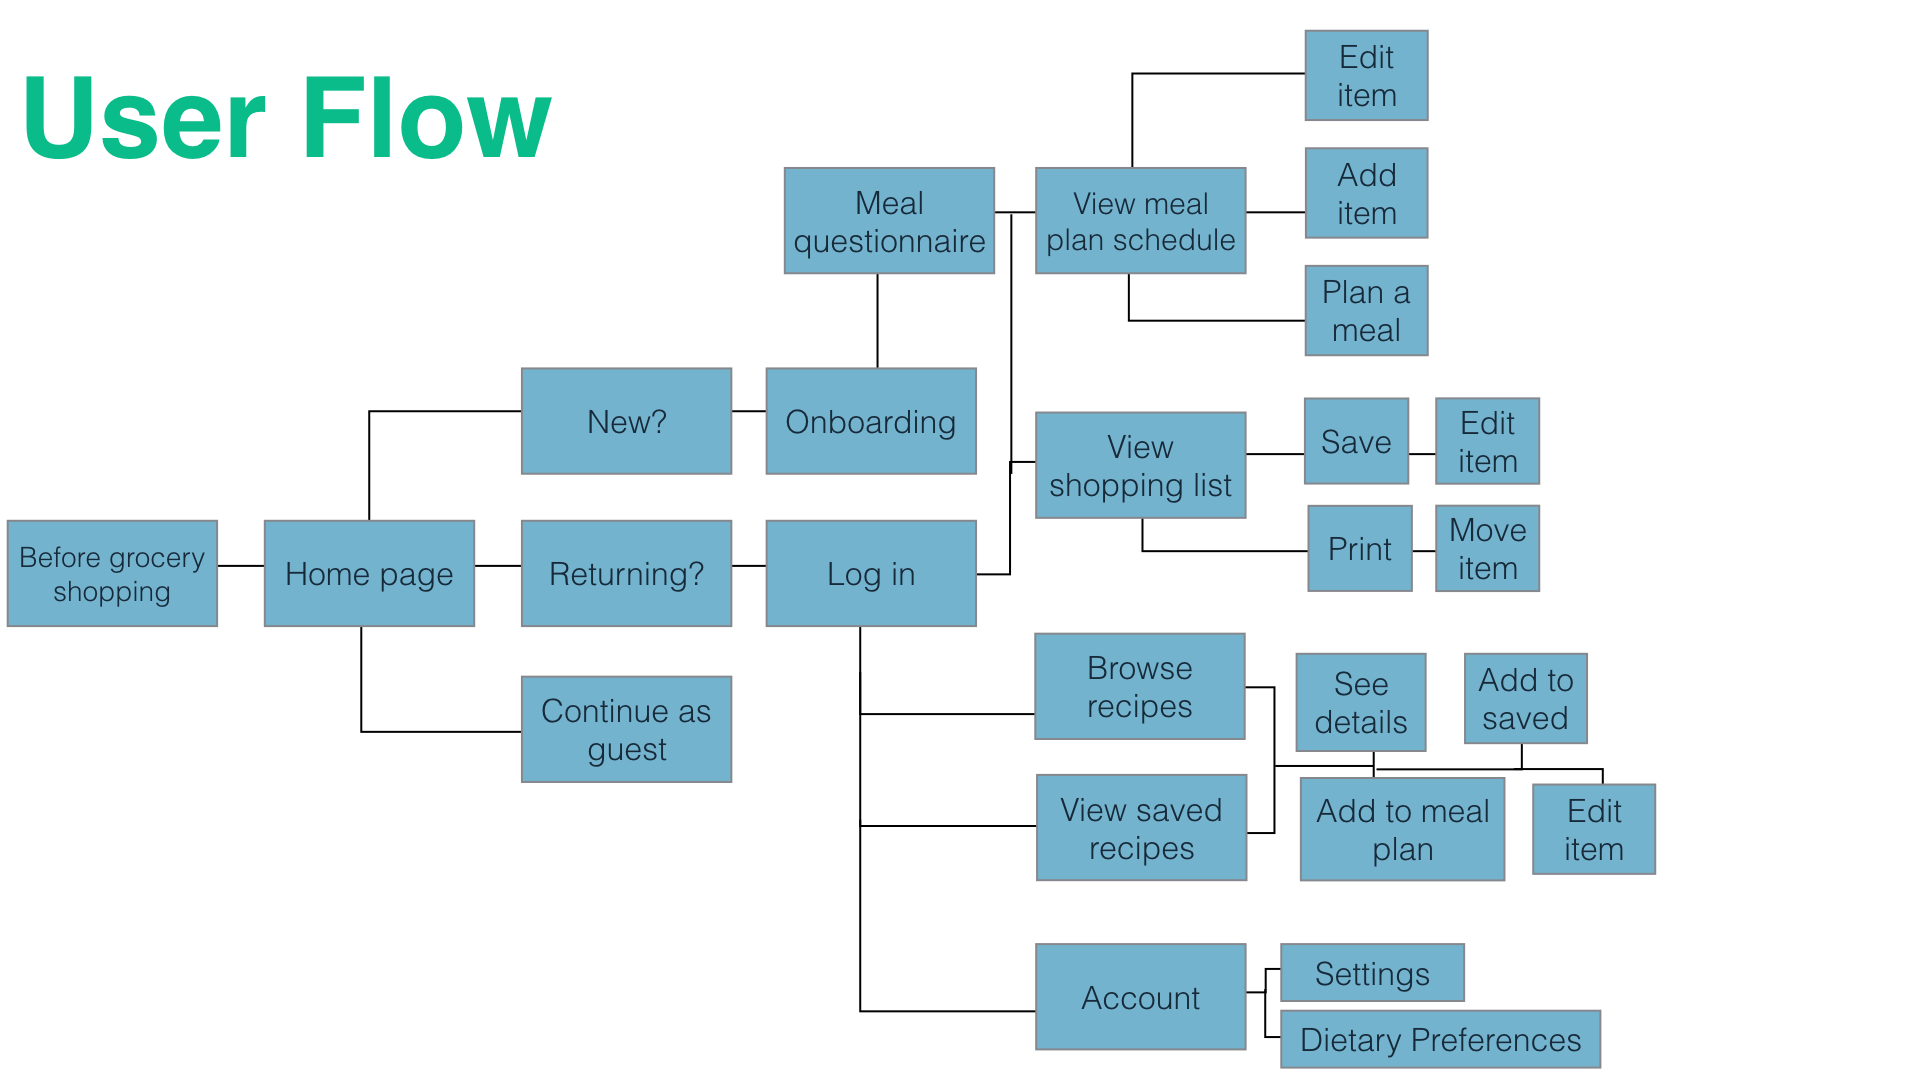 User Flow
Before grocery
shopping
Home page
New?
Onboarding
Meal
questionnaire
Returning?
Log in
Continue as
guest
View meal
plan schedule
Edit
item
Add
item
Plan a
meal
View
shopping list
Save
Edit
item
Print
Move
item
Browse
recipes
View saved
recipes
See
details
Add to
saved
Add to meal
plan
Edit
item
Account
Settings
Dietary Preferences